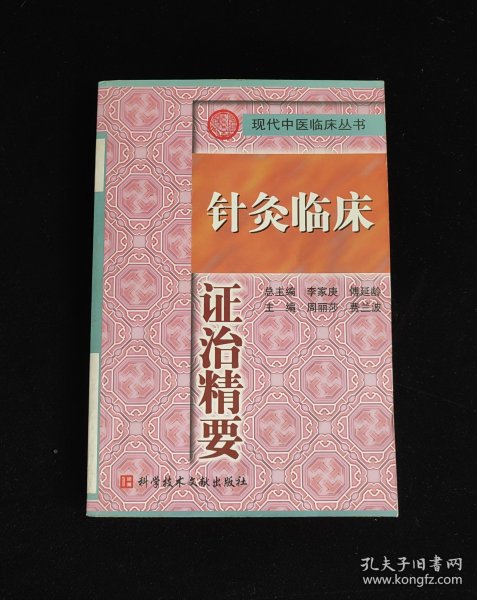 现代中医临床丛书
针灸临床
总主编 李家庚 傅延龄
主编 周丽莎 费兰波
证治精要
科学技术文献出版社
孔夫子旧书网
www.kongfz.com